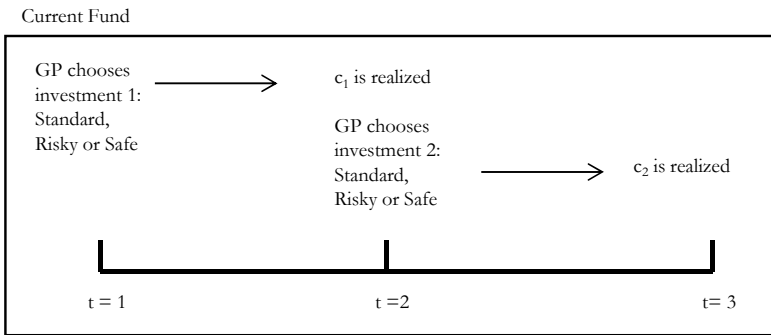 Current Fund
GP chooses
investment 1:
Standard,
Risky or Safe
c₁ is realized
GP chooses
investment 2:
Standard,
Risky or Safe
c₂ is realized
t = 1
t =2
t= 3